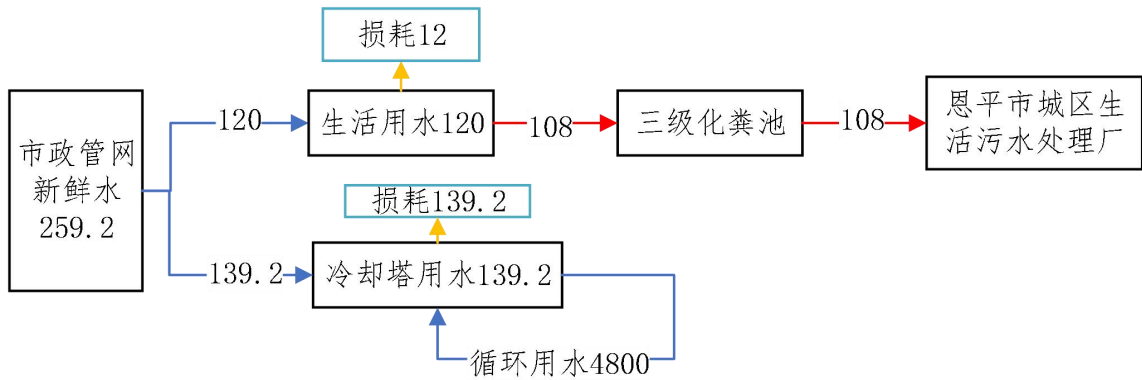 损耗12
市政管网
新鲜水
259.2
120
生活用水120
108
三级化粪池
108
恩平市城区生
活污水处理厂
损耗139.2
139.2
冷却塔用水139.2
循环用水4800